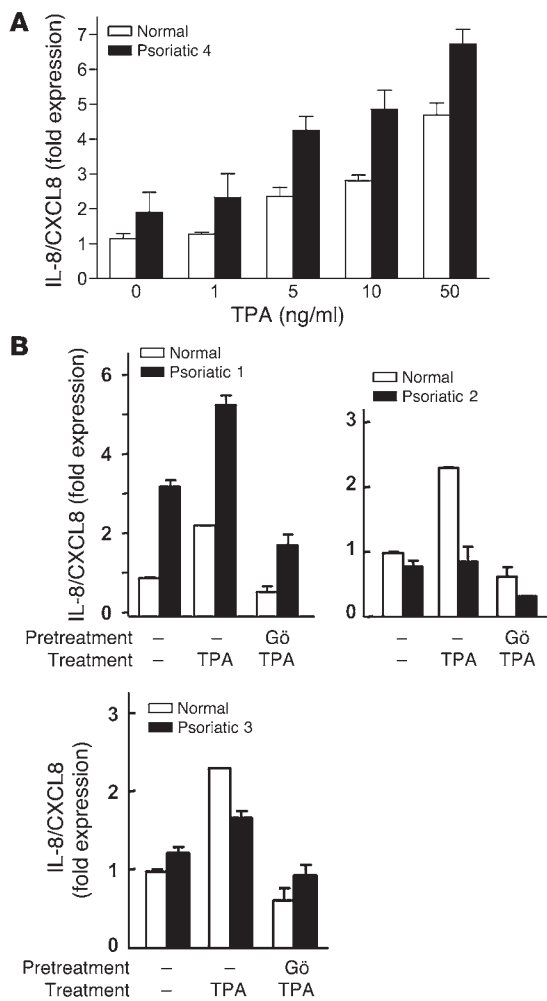 A
Normal
Psoriatic 4
IL-8/CXCL8 (fold expression)
7
6
5
4
3
2
1
0
0 1 5 10 50
TPA (ng/ml)
B
Normal
Psoriatic 1
IL-8/CXCL8 (fold expression)
6
4
2
0
Pretreatment – – Gö
Treatment – TPA TPA
Normal
Psoriatic 2
3
2
1
0
– – Gö
– TPA TPA
Normal
Psoriatic 3
IL-8/CXCL8
(fold expression)
3
2
1
0
Pretreatment – – Gö
Treatment – TPA TPA